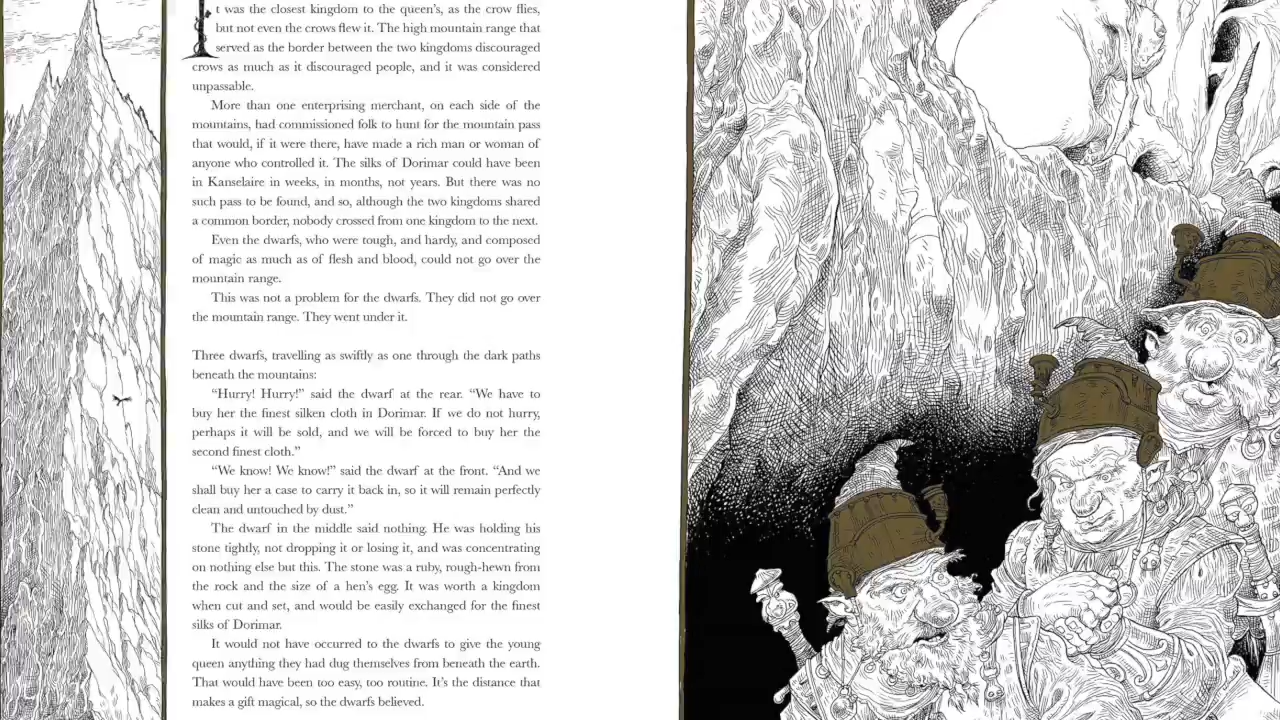 It was the closest kingdom to the queen's, as the crow flies,
but not even the crows flew it. The high mountain range that
served as the border between the two kingdoms discouraged
crows as much as it discouraged people, and it was considered
unpassable.
More than one enterprising merchant, on each side of the
mountains, had commissioned folk to hunt for the mountain pass
that would, if it were there, have made a rich man or woman of
anyone who controlled it. The silks of Dorimar could have been
in Kanselaire in weeks, in months, not years. But there was no
such pass to be found, and so, although the two kingdoms shared
a common border, nobody crossed from one kingdom to the next.
Even the dwarfs, who were tough, and hardy, and composed
of magic as much as of flesh and blood, could not go over the
mountain range.
This was not a problem for the dwarfs. They did not go over
the mountain range. They went under it.
Three dwarfs, travelling as swiftly as one through the dark paths
beneath the mountains:
“Hurry! Hurry!” said the dwarf at the rear. “We have to
buy her the finest silken cloth in Dorimar. If we do not hurry,
perhaps it will be sold, and we will be forced to buy her the
second finest cloth.”
“We know! We know!” said the dwarf at the front. “And we
shall buy her a case to carry it back in, so it will remain perfectly
clean and untouched by dust.”
The dwarf in the middle said nothing. He was holding his
stone tightly, not dropping it or losing it, and was concentrating
on nothing else but this. The stone was a ruby, rough-hewn from
the rock and the size of a hen's egg. It was worth a kingdom
when cut and set, and would be easily exchanged for the finest
silks of Dorimar.
It would not have occurred to the dwarfs to give the young
queen anything they had dug themselves from beneath the earth.
That would have been too easy, too routine. It's the distance that
makes a gift magical, so the dwarfs believed.